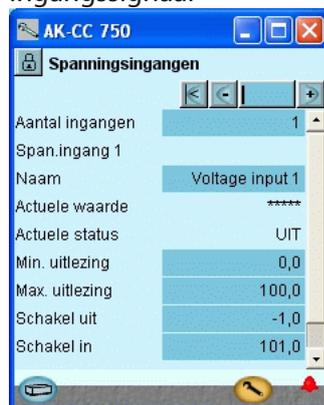 Ingangssignaal
AK-CC 750
Spanningsingangen
Aantal ingangen 1
Span.ingang 1
Naam Voltage input 1
Actuele waarde *****
Actuele status UIT
Min. uitlezing 0,0
Max. uitlezing 100,0
Schakel uit -1,0
Schakel in 101,0